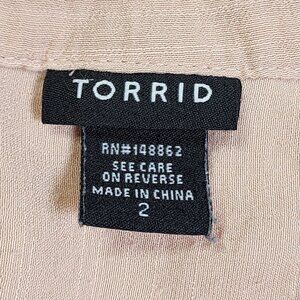 TORRID
RN#148862
SEE CARE
ON REVERSE
MADE IN CHINA
2